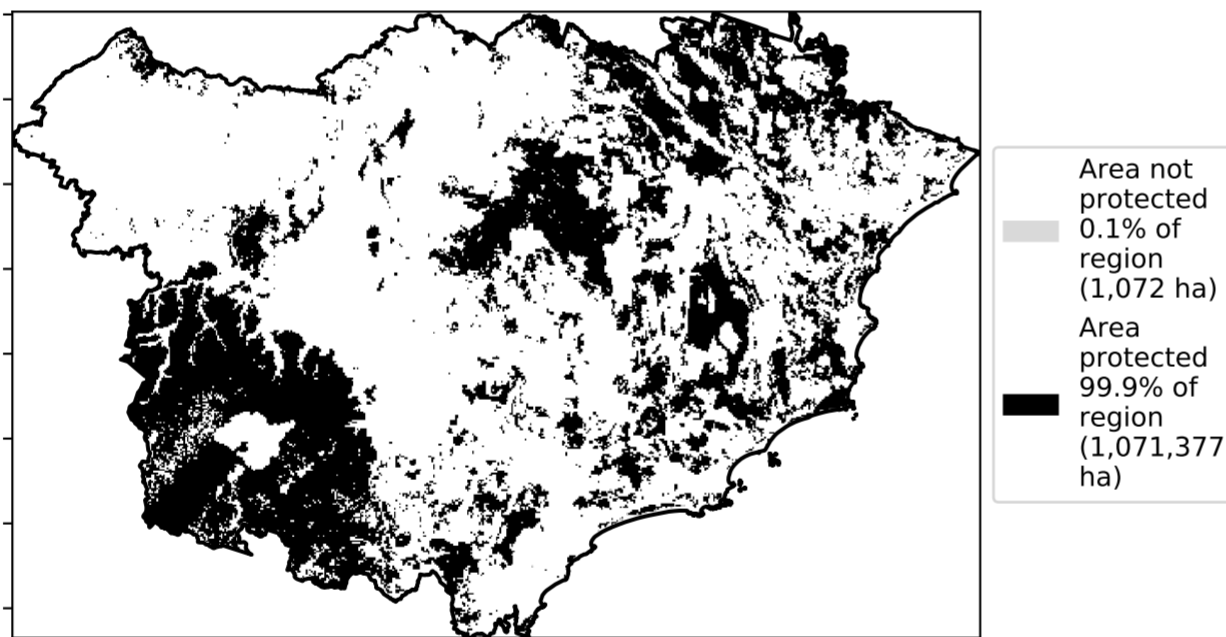 Area not
protected
0.1% of
region
(1,072 ha)
Area
protected
99.9% of
region
(1,071,377
ha)